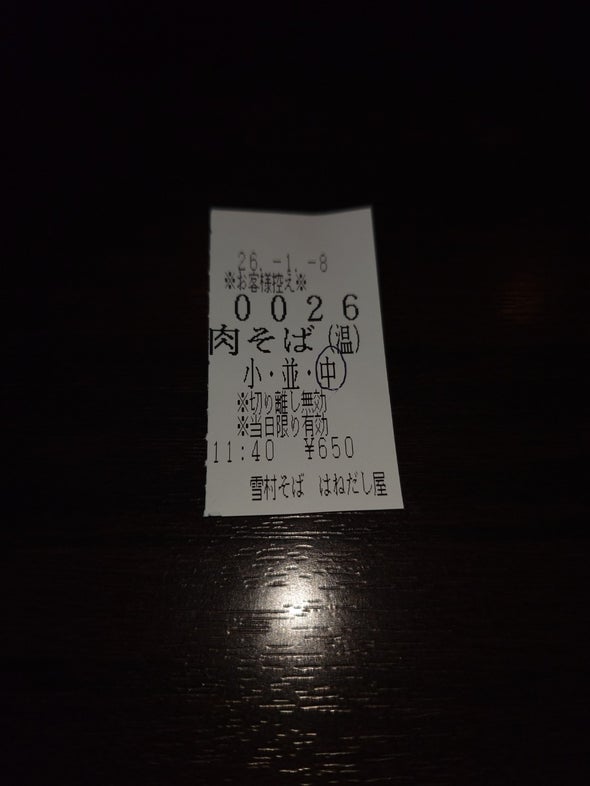 26.-1.-8
※お客様控え※
0026
肉そば(温)
小・並・中
※切り離し無効
※当日限り有効
11:40 ¥650
雪村そば はねだし屋